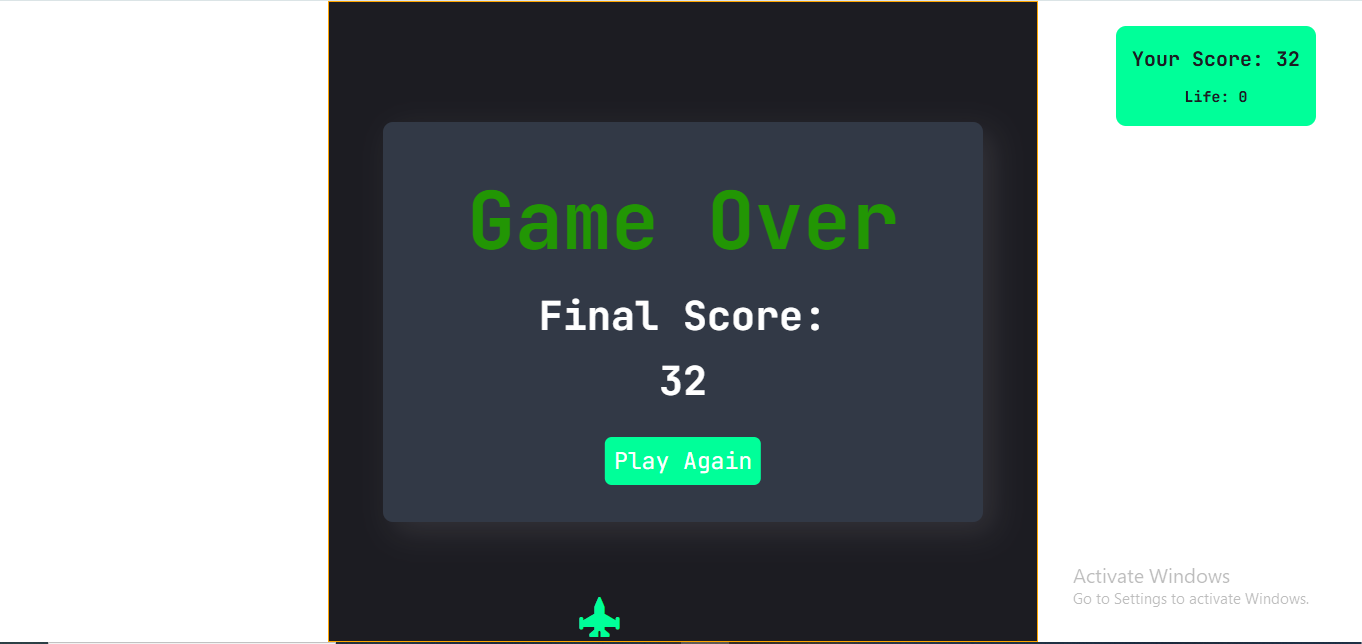 Your Score: 32
Life: 0
Game Over
Final Score:
32
Play Again
Activate Windows
Go to Settings to activate Windows.